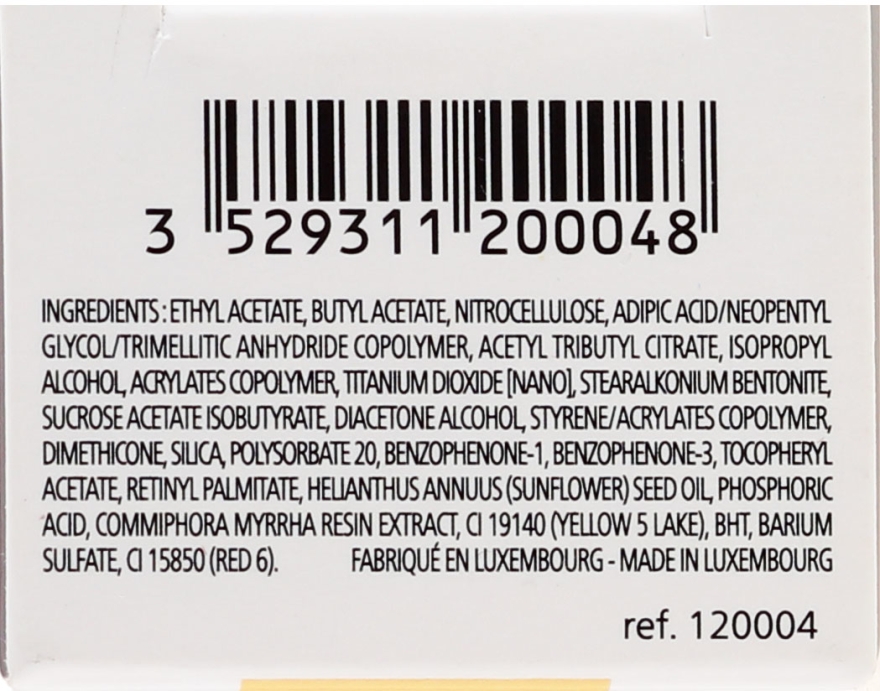 3 529311 200048
INGREDIENTS : ETHYL ACETATE, BUTYL ACETATE, NITROCELLULOSE, ADIPIC ACID/NEOPENTYL
GLYCOL/TRIMELLITIC ANHYDRIDE COPOLYMER, ACETYL TRIBUTYL CITRATE, ISOPROPYL
ALCOHOL, ACRYLATES COPOLYMER, TITANIUM DIOXIDE [NANO], STEARALKONIUM BENTONITE,
SUCROSE ACETATE ISOBUTYRATE, DIACETONE ALCOHOL, STYRENE/ACRYLATES COPOLYMER,
DIMETHICONE, SILICA, POLYSORBATE 20, BENZOPHENONE-1, BENZOPHENONE-3, TOCOPHERYL
ACETATE, RETINYL PALMITATE, HELIANTHUS ANNUUS (SUNFLOWER) SEED OIL, PHOSPHORIC
ACID, COMMIPHORA MYRRHA RESIN EXTRACT, CI 19140 (YELLOW 5 LAKE), BHT, BARIUM
SULFATE, CI 15850 (RED 6). FABRIQUÉ EN LUXEMBOURG - MADE IN LUXEMBOURG
ref. 120004